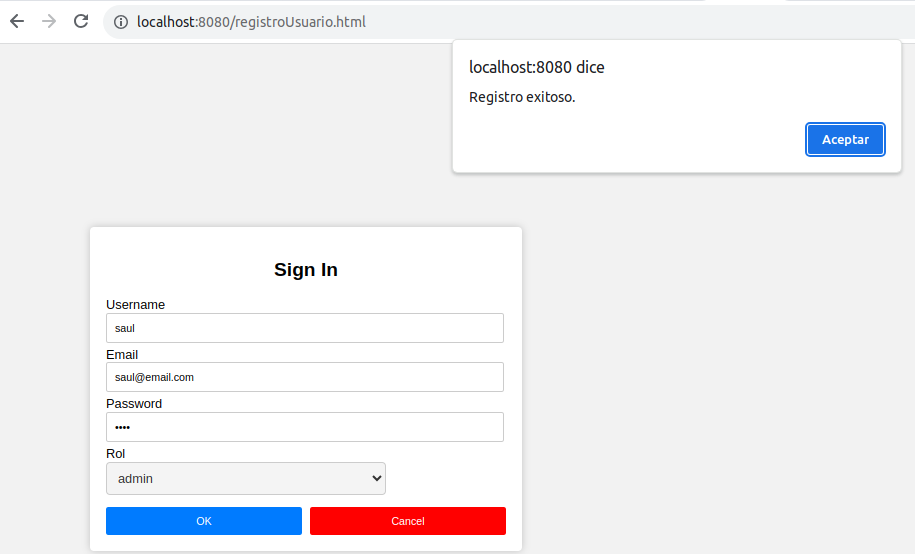 localhost:8080/registroUsuario.html
localhost:8080 dice
Registro exitoso.
Aceptar
Sign In
Username
saul
Email
saul@email.com
Password
••••
Rol
admin
OK Cancel